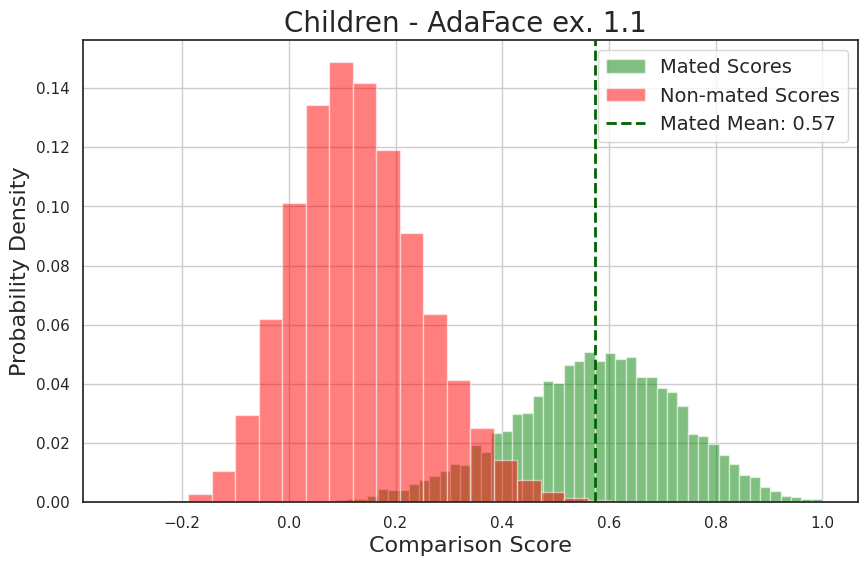 Children - AdaFace ex. 1.1
Mated Scores
Non-mated Scores
Mated Mean: 0.57
Probability Density
0.14
0.12
0.10
0.08
0.06
0.04
0.02
0.00
−0.2 0.0 0.2 0.4 0.6 0.8 1.0
Comparison Score